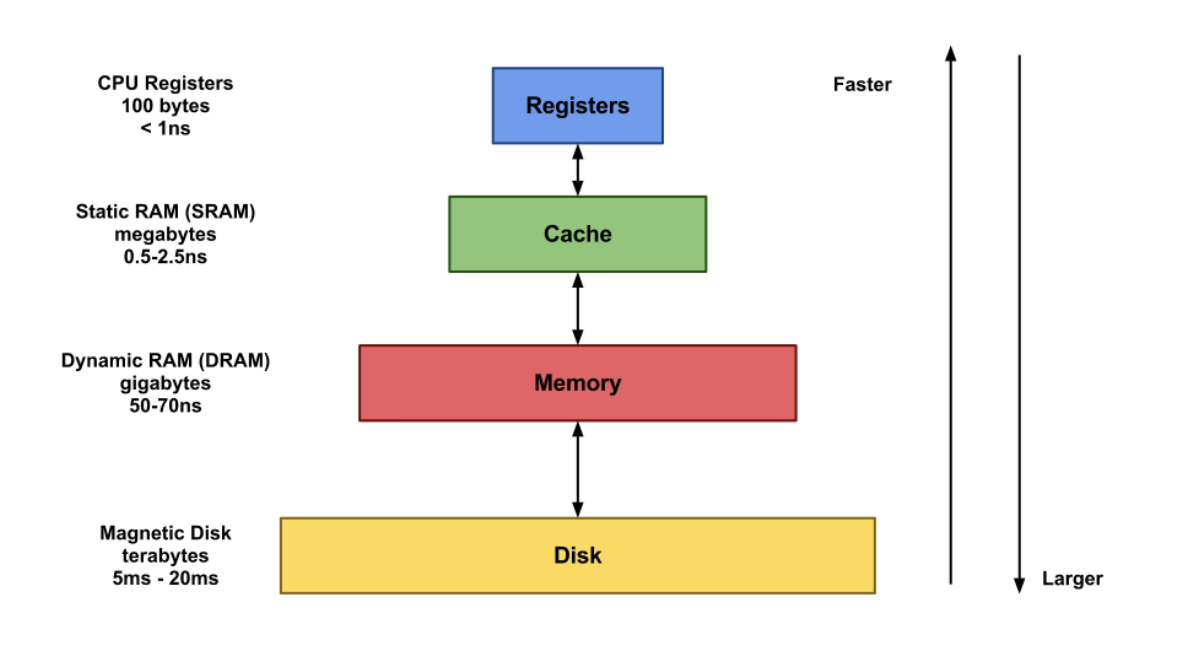 CPU Registers
100 bytes
< 1ns
Registers
Faster
Static RAM (SRAM)
megabytes
0.5-2.5ns
Cache
Dynamic RAM (DRAM)
gigabytes
50-70ns
Memory
Magnetic Disk
terabytes
5ms - 20ms
Disk
Larger